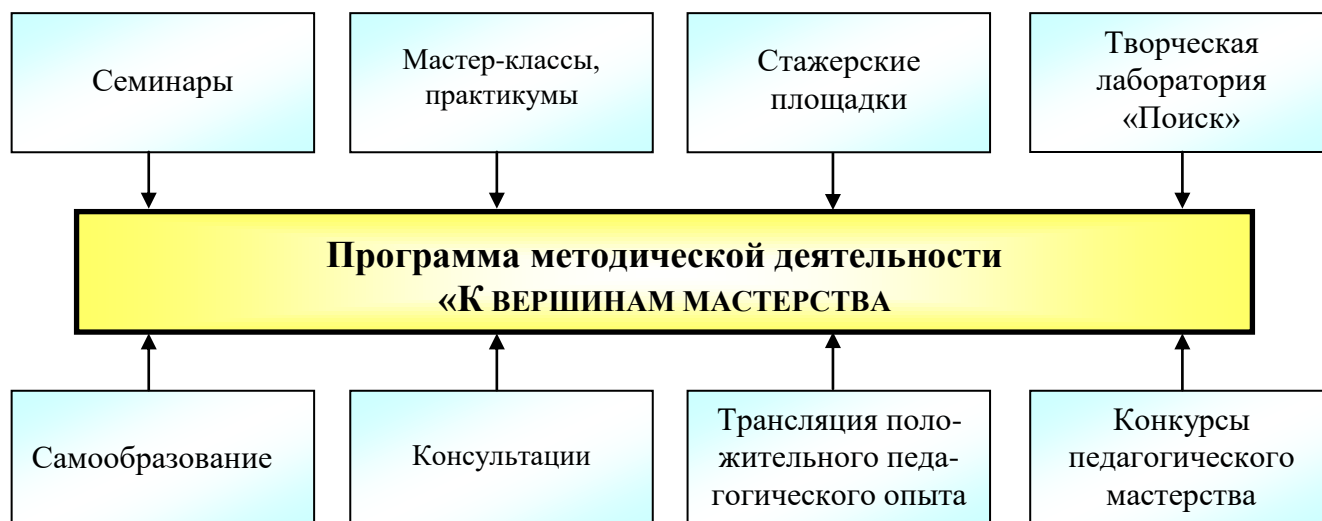 Семинары
Мастер-классы,
практикумы
Стажерские
площадки
Творческая
лаборатория
«Поиск»
Программа методической деятельности
«К ВЕРШИНАМ МАСТЕРСТВА
Самообразование
Консультации
Трансляция поло-
жительного педа-
гогического опыта
Конкурсы
педагогического
мастерства